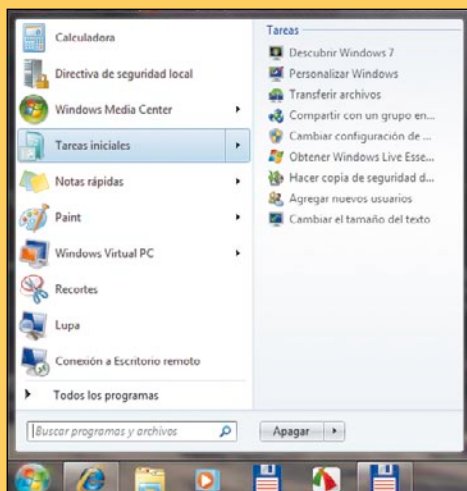 Calculadora
Directiva de seguridad local
Windows Media Center
Tareas iniciales
Notas rápidas
Paint
Windows Virtual PC
Recortes
Lupa
Conexión a Escritorio remoto
Todos los programas
Buscar programas y archivos
Tareas
Descubrir Windows 7
Personalizar Windows
Transferir archivos
Compartir con un grupo en...
Cambiar configuración de ...
Obtener Windows Live Esse...
Hacer copia de seguridad d...
Agregar nuevos usuarios
Cambiar el tamaño del texto
Apagar